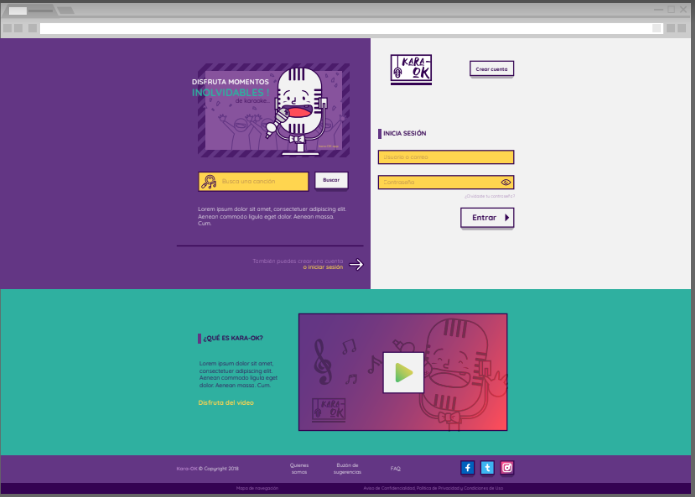 DISFRUTA MOMENTOS
INOLVIDABLES !
de karaoke...
Busca una canción
Buscar
Lorem ipsum dolor sit amet, consectetuer adipiscing elit.
Aenean commodo ligula eget dolor. Aenean massa.
Cum.
También puedes crear una cuenta
o iniciar sesión
KARA-
OK
Crear cuenta
INICIA SESIÓN
Usuario o correo
Contraseña
Entrar
¿QUÉ ES KARA-OK?
Lorem ipsum dolor sit amet,
consectetuer adipiscing elit.
Aenean commodo ligula eget
dolor. Aenean massa. Cum.
Disfruta del video
KARA-
OK
Kara-OK © Copyright 2019
Quienes
somos
Buzón de
sugerencias
FAQ
Mapa de navegación
Aviso de Confidencialidad, Política de Privacidad y Condiciones de Uso